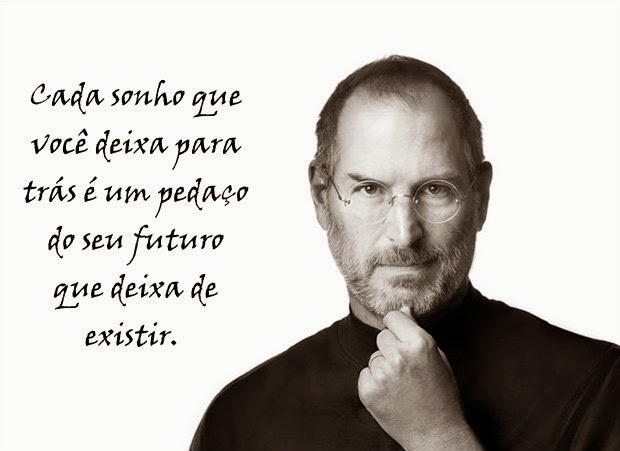 Cada sonho que
você deixa para
trás é um pedaço
do seu futuro
que deixa de
existir.